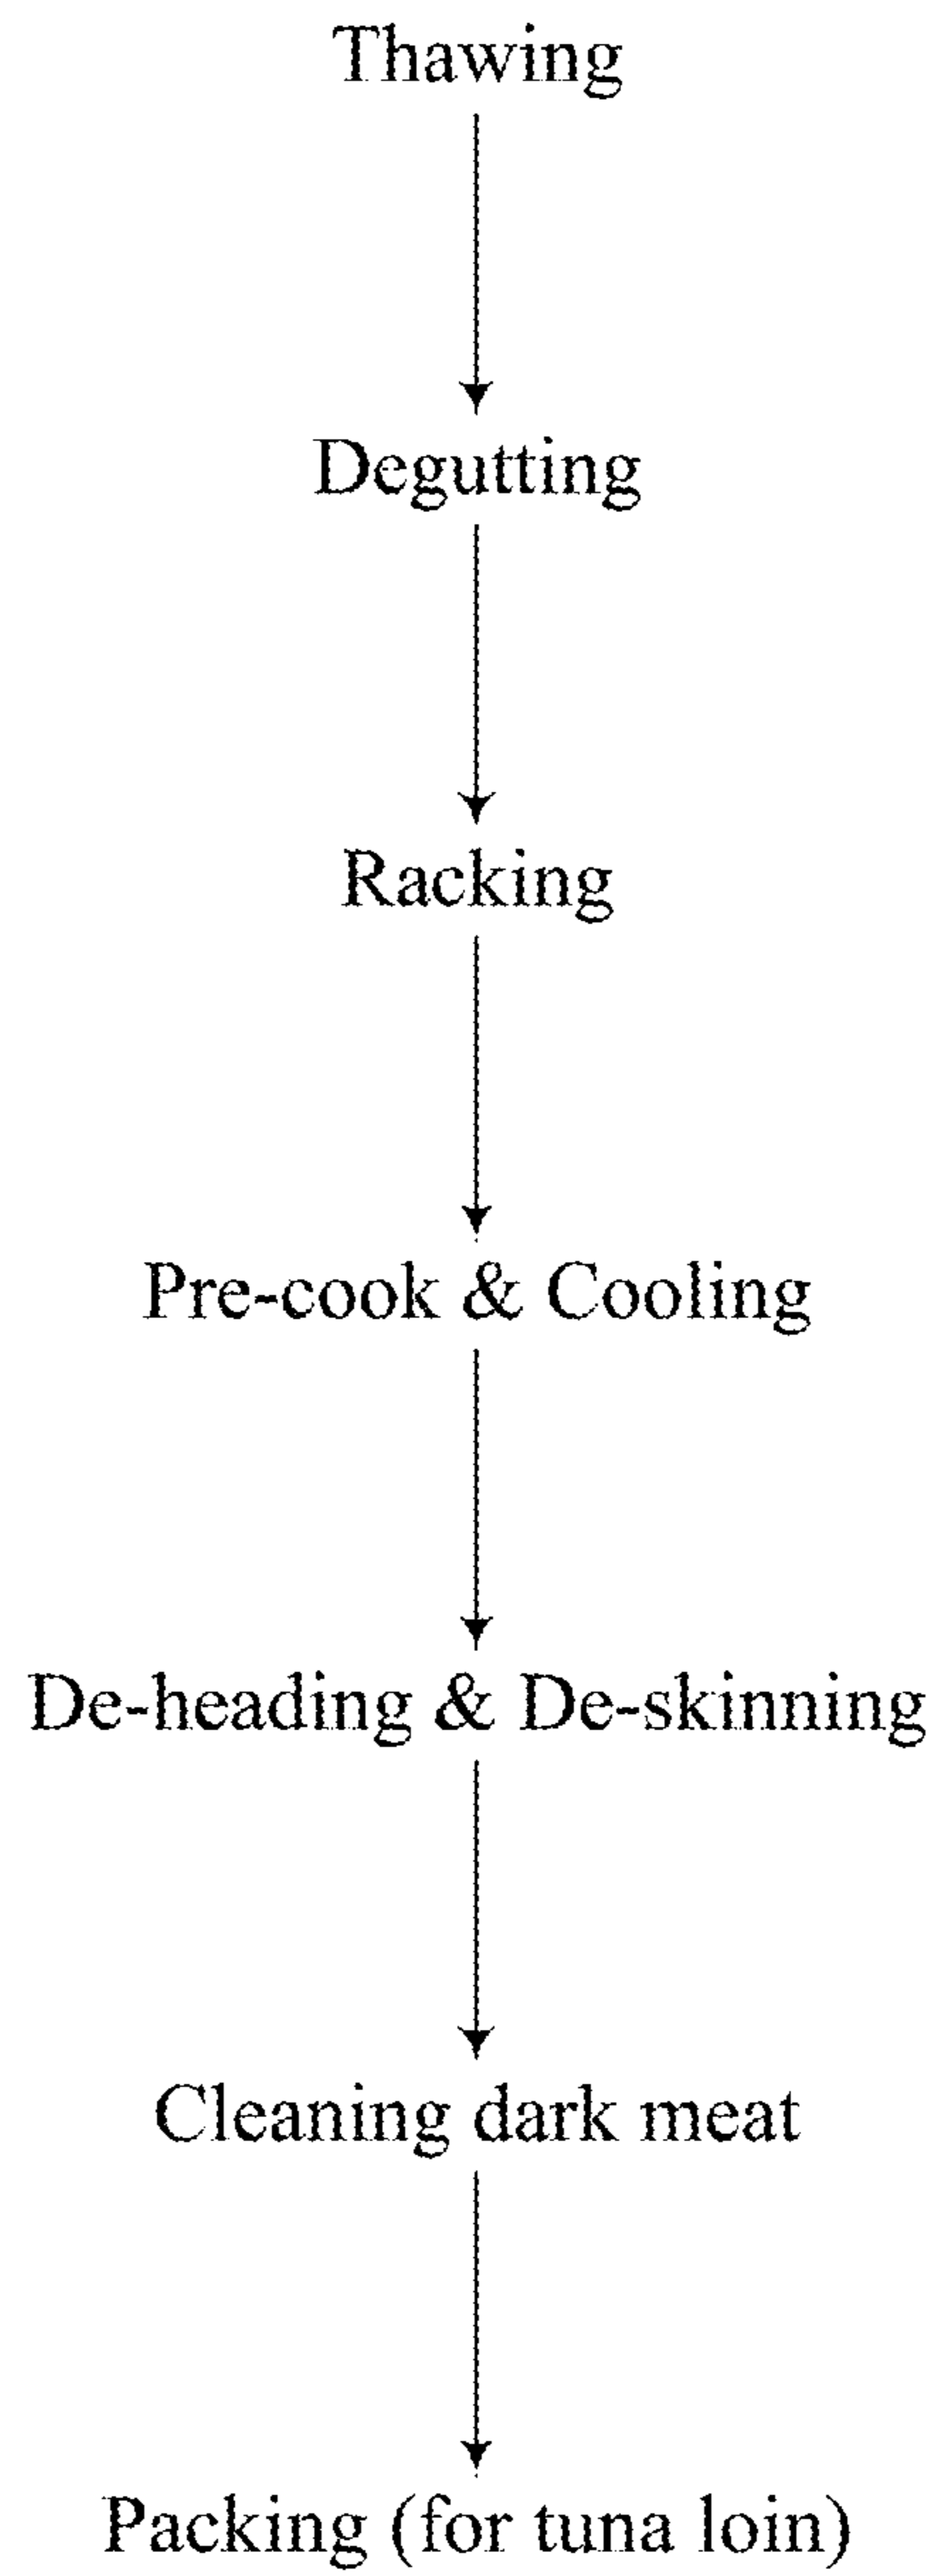 Thawing
Degutting
Racking
Pre-cook & Cooling
De-heading & De-skinning
Cleaning dark meat
Packing (for tuna loin)